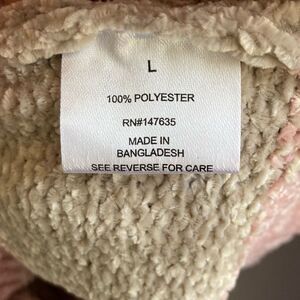 L
100% POLYESTER
RN#147635
MADE IN
BANGLADESH
SEE REVERSE FOR CARE